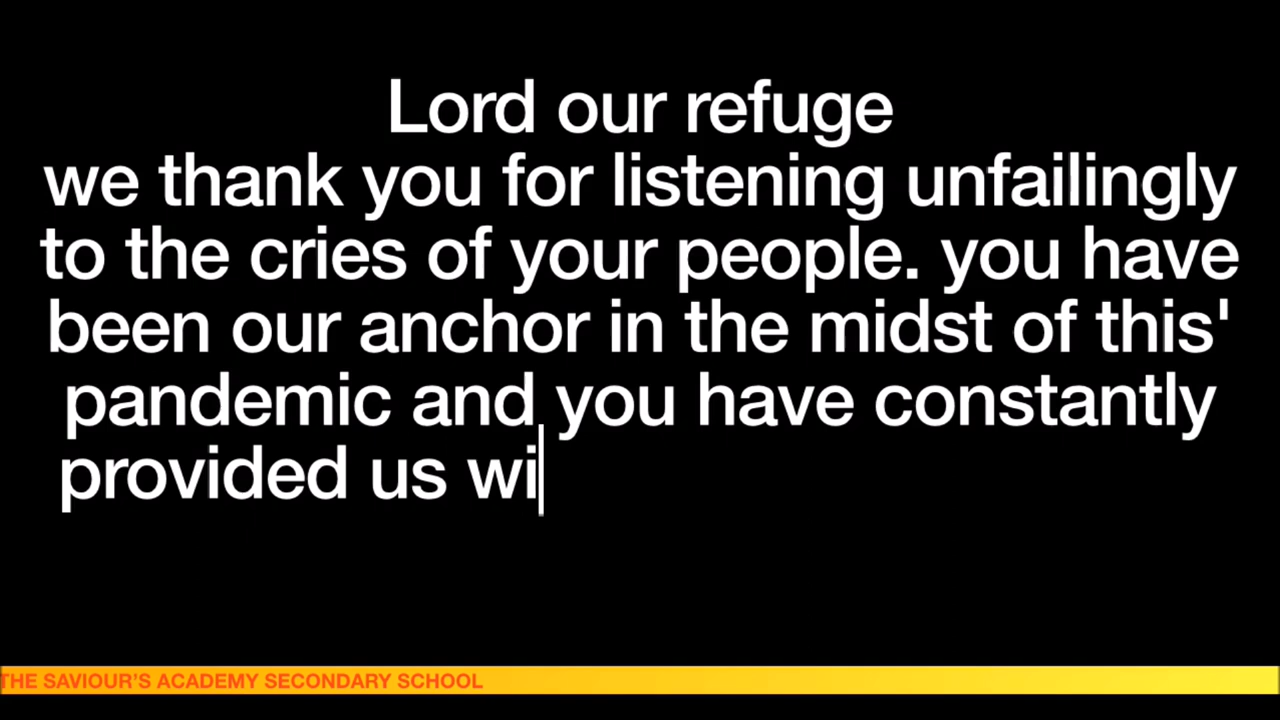 Lord our refuge
we thank you for listening unfailingly
to the cries of your people. you have
been our anchor in the midst of this'
pandemic and you have constantly
provided us wi
THE SAVIOUR'S ACADEMY SECONDARY SCHOOL